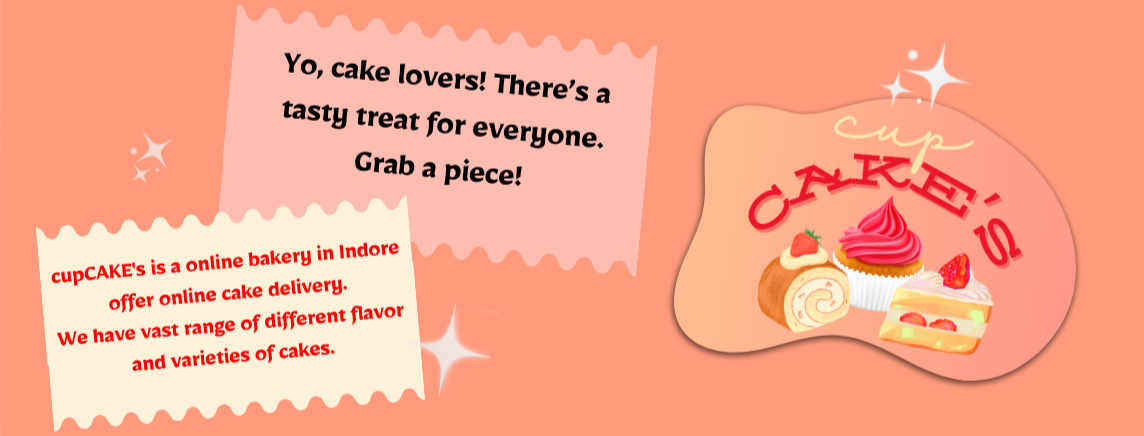 Yo, cake lovers! There's a
tasty treat for everyone.
Grab a piece!
cupCAKE's is a online bakery in Indore
offer online cake delivery.
We have vast range of different flavor
and varieties of cakes.
cup
CAKE'S